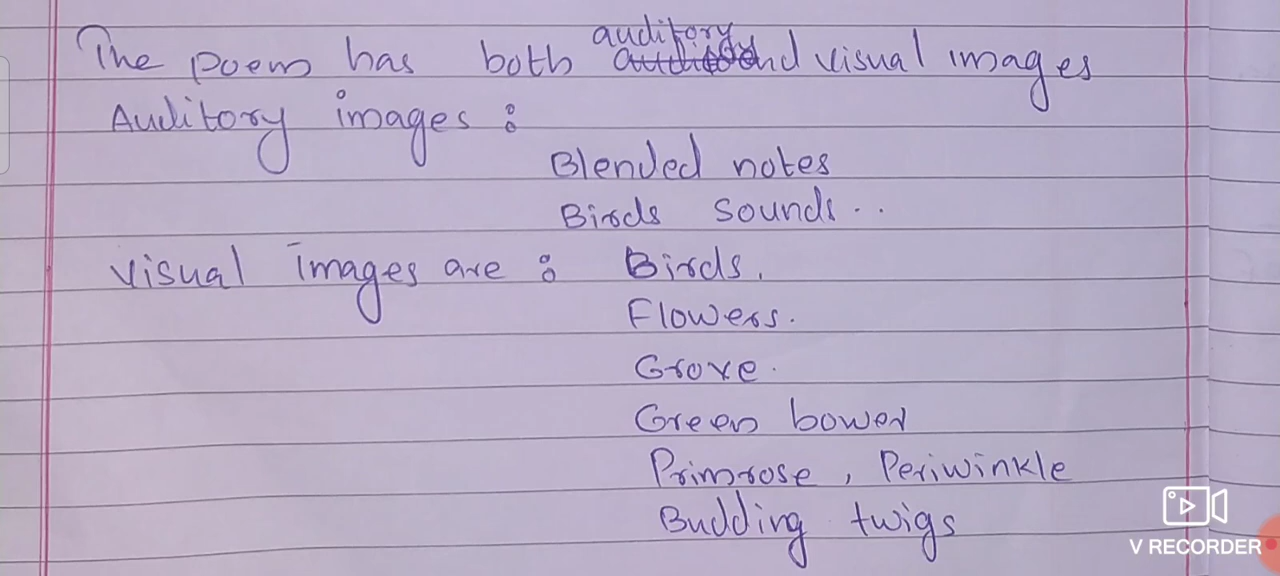 The poem has both auditory and visual images
Auditory images :
Blended notes
Birds sounds..
Visual Images are : Birds.
Flowers.
Grove.
Green bower
Primrose, Periwinkle
Budding twigs
V RECORDER